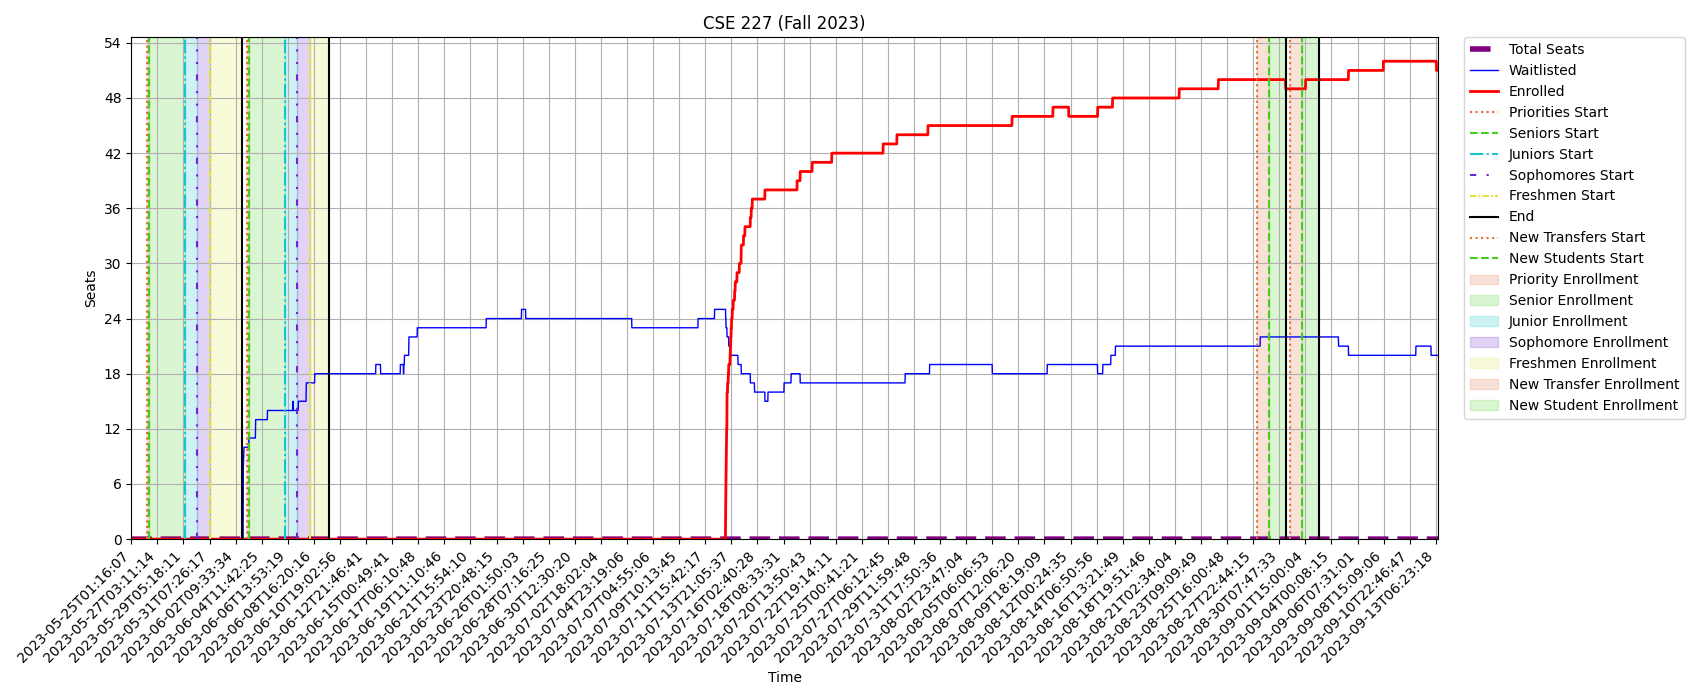 CSE 227 (Fall 2023)
54
48
42
36
30
24
18
12
6
0
Seats
2023-05-25T01:16:07
2023-05-27T03:11:14
2023-05-29T05:18:11
2023-05-31T07:26:17
2023-06-02T09:33:34
2023-06-04T11:42:25
2023-06-06T13:53:19
2023-06-08T16:20:16
2023-06-10T19:02:56
2023-06-12T21:46:41
2023-06-15T00:49:41
2023-06-17T06:10:48
2023-06-19T11:10:46
2023-06-21T15:54:10
2023-06-23T20:48:15
2023-06-26T01:50:03
2023-06-28T07:16:25
2023-06-30T12:30:20
2023-07-02T18:02:04
2023-07-04T23:19:06
2023-07-07T04:55:06
2023-07-09T10:13:45
2023-07-11T15:42:17
2023-07-13T21:05:37
2023-07-16T02:40:28
2023-07-18T08:33:31
2023-07-20T13:50:43
2023-07-22T19:14:11
2023-07-25T00:41:21
2023-07-27T06:12:45
2023-07-29T11:59:48
2023-07-31T17:50:36
2023-08-02T23:47:04
2023-08-05T06:06:53
2023-08-07T12:06:20
2023-08-09T18:19:09
2023-08-12T00:24:35
2023-08-14T06:50:56
2023-08-16T13:21:49
2023-08-18T19:51:46
2023-08-21T02:34:04
2023-08-23T09:09:49
2023-08-25T16:00:48
2023-08-27T22:44:15
2023-08-30T07:47:33
2023-09-01T15:00:04
2023-09-04T00:08:15
2023-09-06T07:31:01
2023-09-08T15:09:06
2023-09-10T22:46:47
2023-09-13T06:23:18
Time
Total Seats
Waitlisted
Enrolled
Priorities Start
Seniors Start
Juniors Start
Sophomores Start
Freshmen Start
End
New Transfers Start
New Students Start
Priority Enrollment
Senior Enrollment
Junior Enrollment
Sophomore Enrollment
Freshmen Enrollment
New Transfer Enrollment
New Student Enrollment